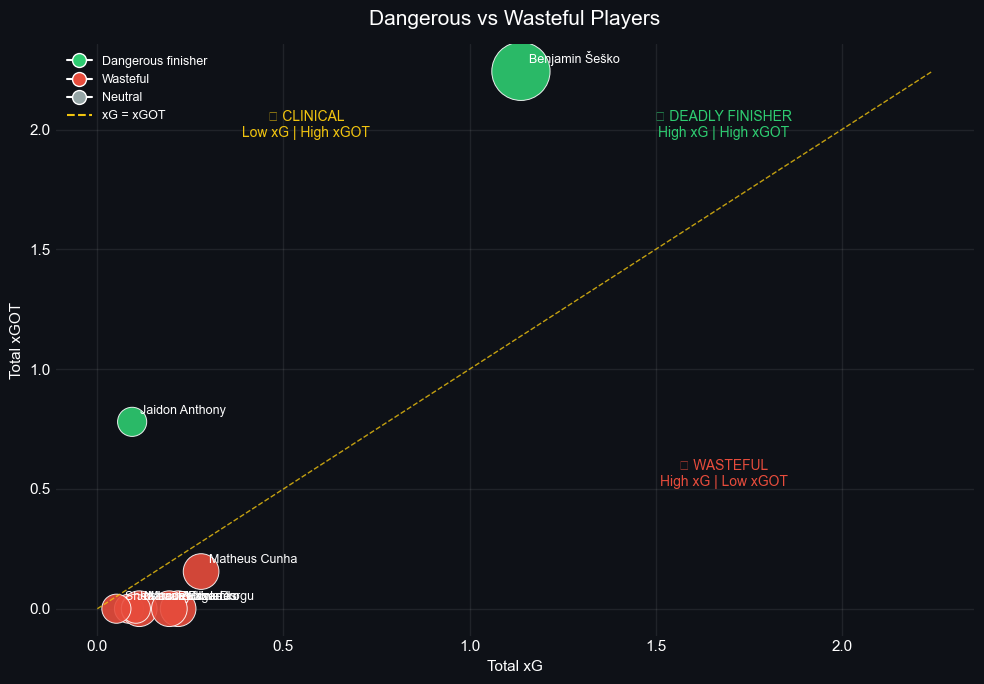 Dangerous vs Wasteful Players
Dangerous finisher
Wasteful
Neutral
xG = xGOT
Benjamin Šeško
CLINICAL
Low xG | High xGOT
DEADLY FINISHER
High xG | High xGOT
Jaidon Anthony
WASTEFUL
High xG | Low xGOT
Matheus Cunha
Total xGOT
2.0
1.5
1.0
0.5
0.0
0.0
0.5
1.0
1.5
2.0
Total xG